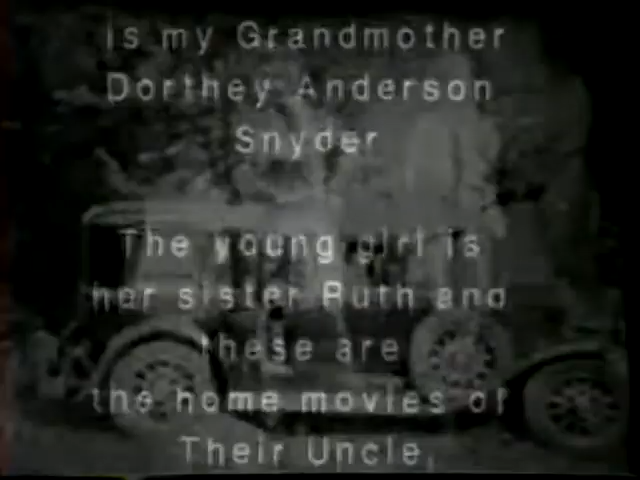 is my Grandmother
Dorthey Anderson
Snyder
The young girl is
her sister Ruth and
these are
the home movies of
Their Uncle,